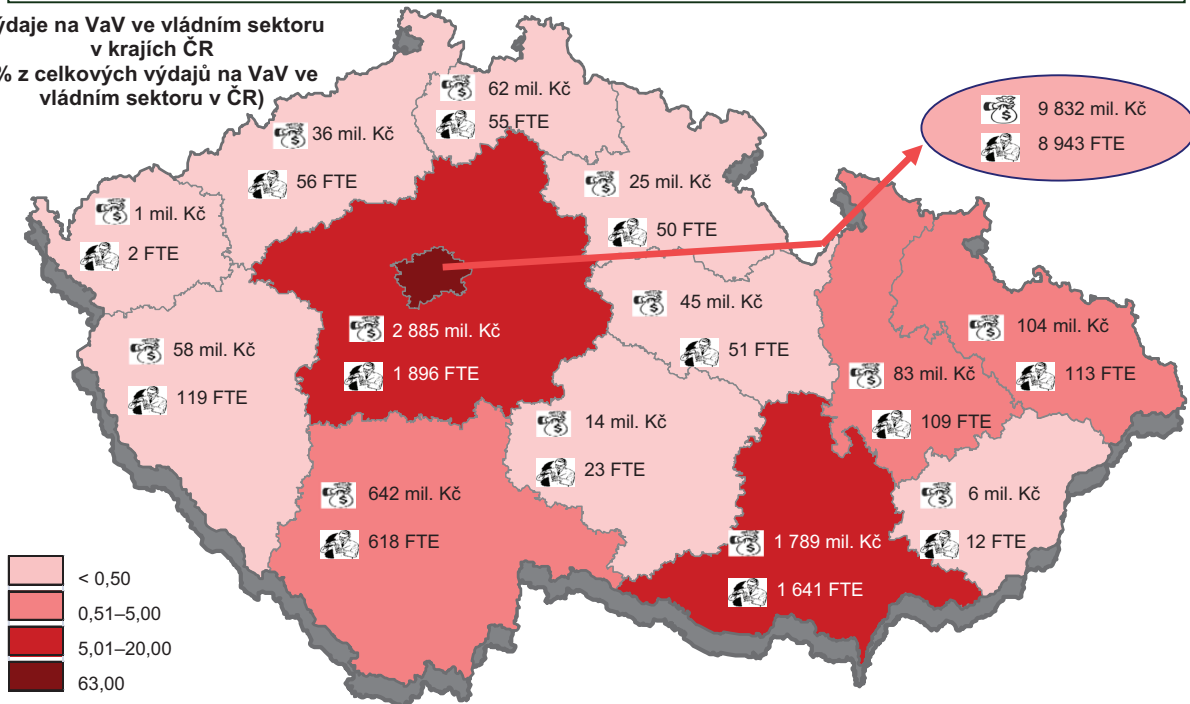 ýdaje na VaV ve vládním sektoru
v krajích ČR
% z celkových výdajů na VaV ve
vládním sektoru v ČR)
62 mil. Kč
55 FTE
9 832 mil. Kč
8 943 FTE
36 mil. Kč
56 FTE
25 mil. Kč
50 FTE
1 mil. Kč
2 FTE
45 mil. Kč
51 FTE
2 885 mil. Kč
1 896 FTE
104 mil. Kč
113 FTE
58 mil. Kč
119 FTE
83 mil. Kč
109 FTE
14 mil. Kč
23 FTE
642 mil. Kč
618 FTE
6 mil. Kč
12 FTE
1 789 mil. Kč
1 641 FTE
< 0,50
0,51–5,00
5,01–20,00
63,00